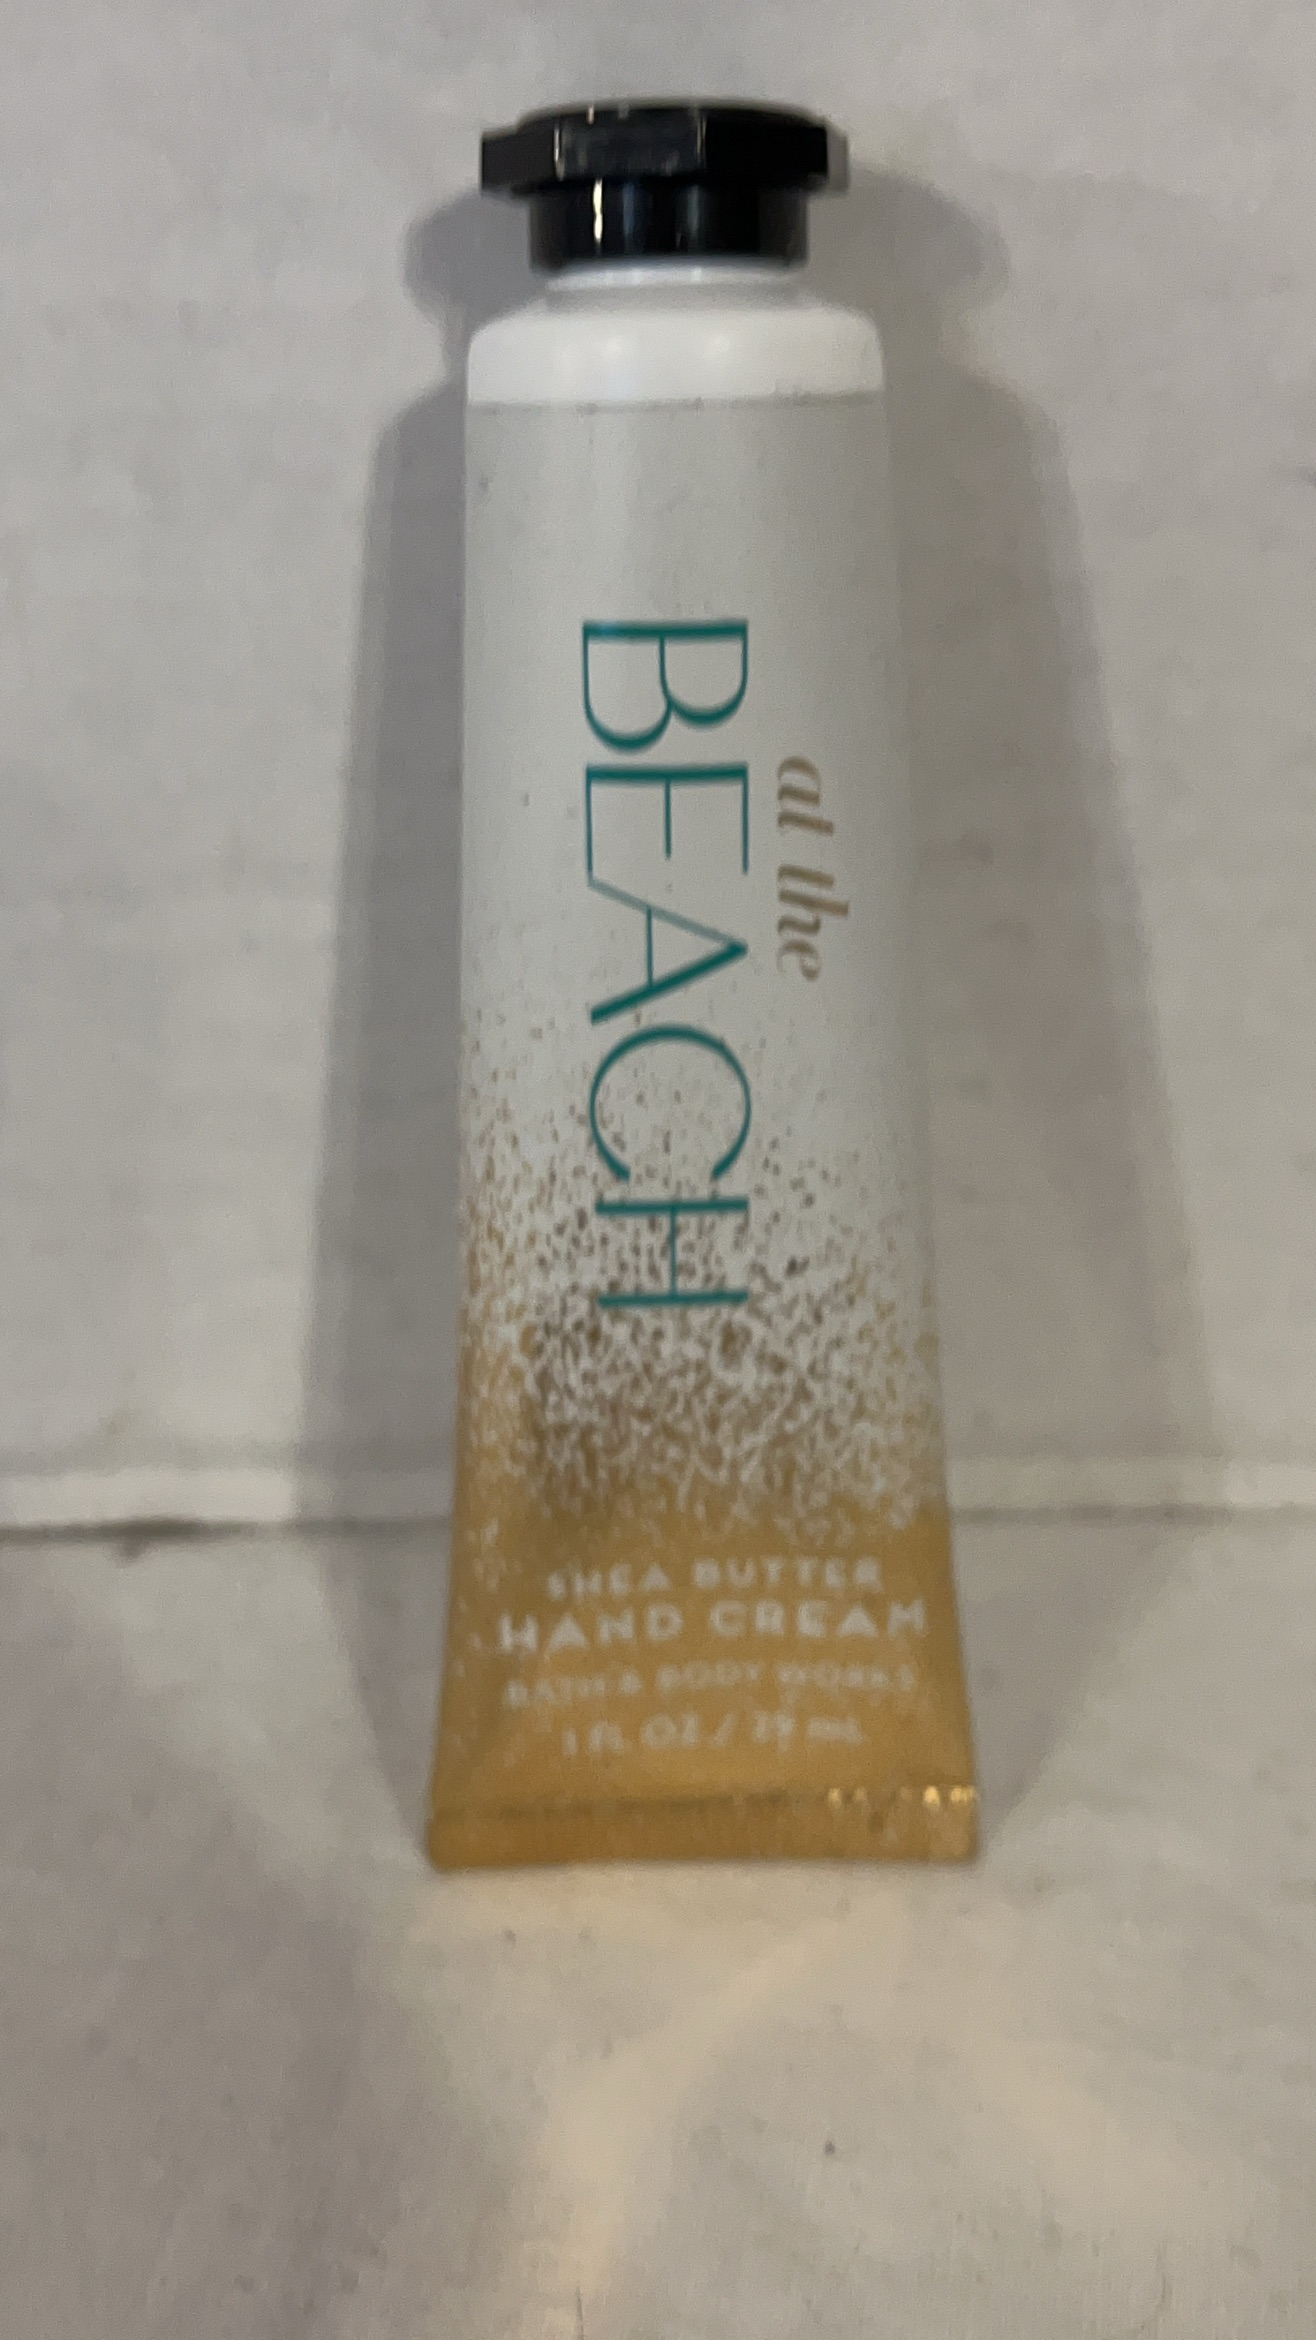 at the
BEACH
SHEA BUTTER
HAND CREAM
BATH & BODY WORKS
1 fL OZ / 29 mL